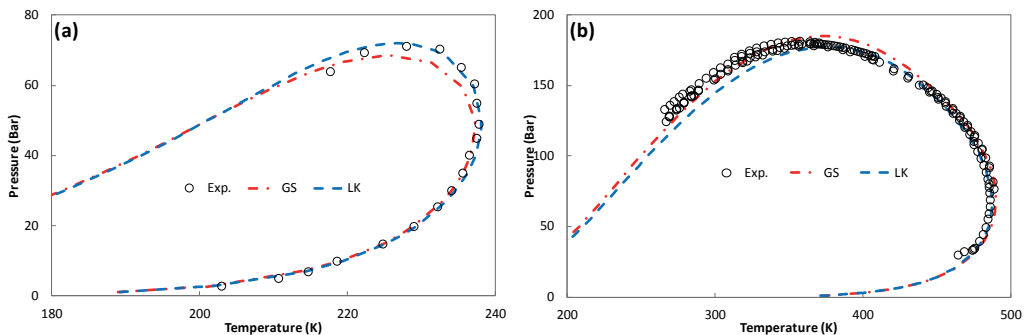 (a)
Pressure (Bar)
80
60
40
20
0
180
200
220
240
Temperature (K)
Exp.
GS
LK
(b)
Pressure (Bar)
200
150
100
50
0
200
300
400
500
Temperature (K)
Exp.
GS
LK